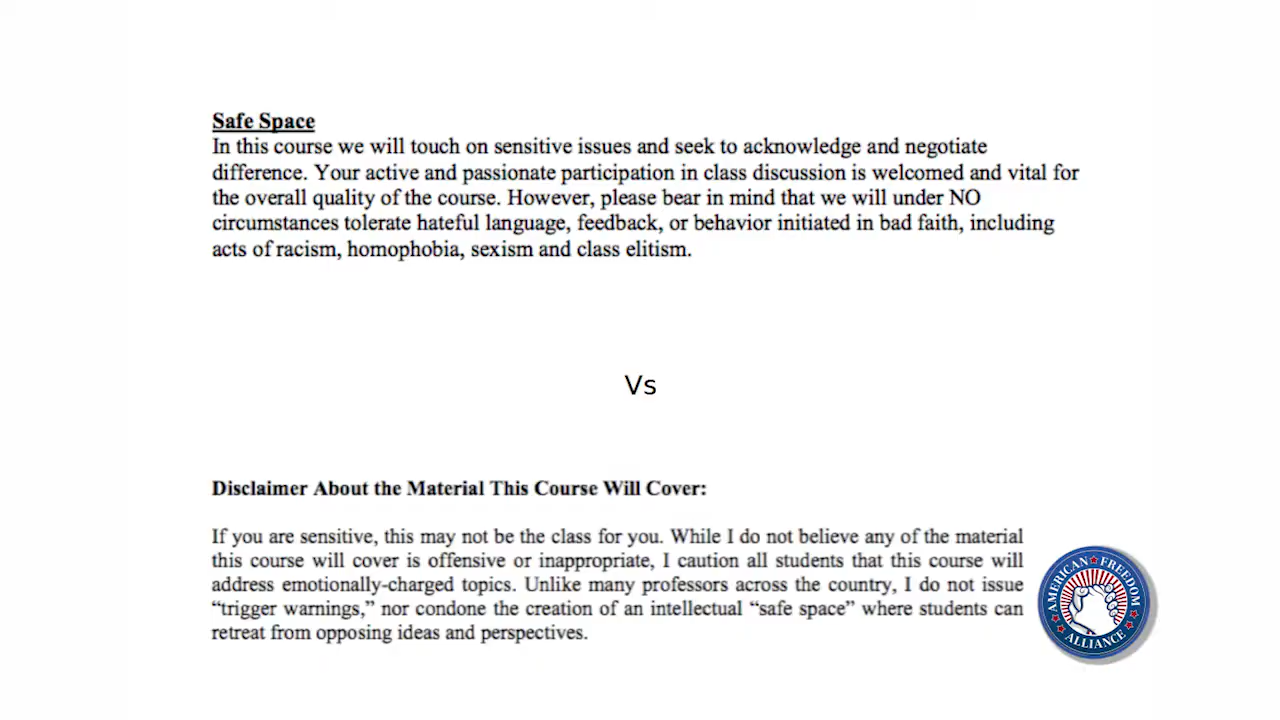 Safe Space
In this course we will touch on sensitive issues and seek to acknowledge and negotiate
difference. Your active and passionate participation in class discussion is welcomed and vital for
the overall quality of the course. However, please bear in mind that we will under NO
circumstances tolerate hateful language, feedback, or behavior initiated in bad faith, including
acts of racism, homophobia, sexism and class elitism.
Vs
Disclaimer About the Material This Course Will Cover:
If you are sensitive, this may not be the class for you. While I do not believe any of the material
this course will cover is offensive or inappropriate, I caution all students that this course will
address emotionally-charged topics. Unlike many professors across the country, I do not issue
“trigger warnings,” nor condone the creation of an intellectual “safe space” where students can
retreat from opposing ideas and perspectives.
AMERICAN FREEDOM
ALLIANCE